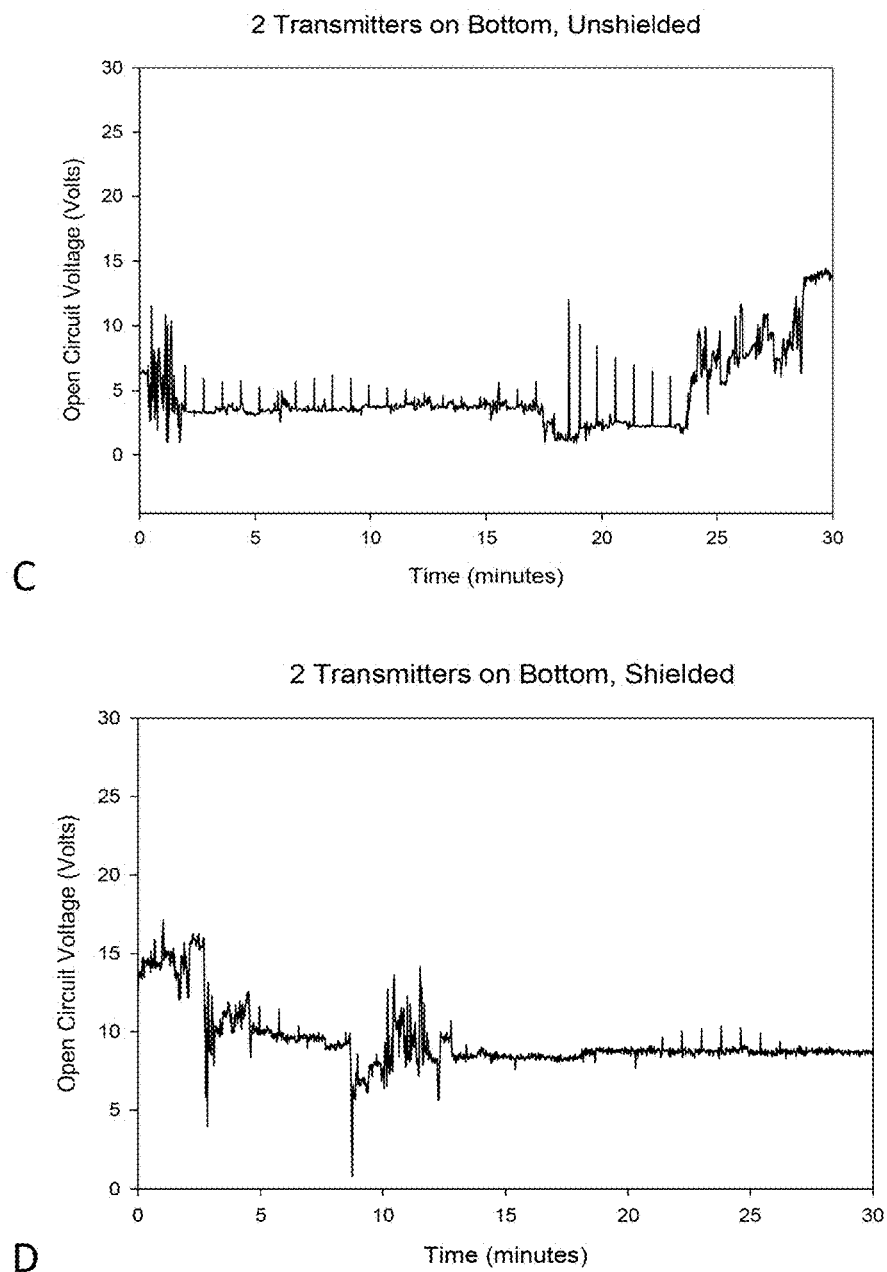 2 Transmitters on Bottom, Unshielded
30
25
20
15
10
5
0
Open Circuit Voltage (Volts)
0 5 10 15 20 25 30
Time (minutes)
C
2 Transmitters on Bottom, Shielded
30
25
20
15
10
5
0
Open Circuit Voltage (Volts)
0 5 10 15 20 25 30
Time (minutes)
D